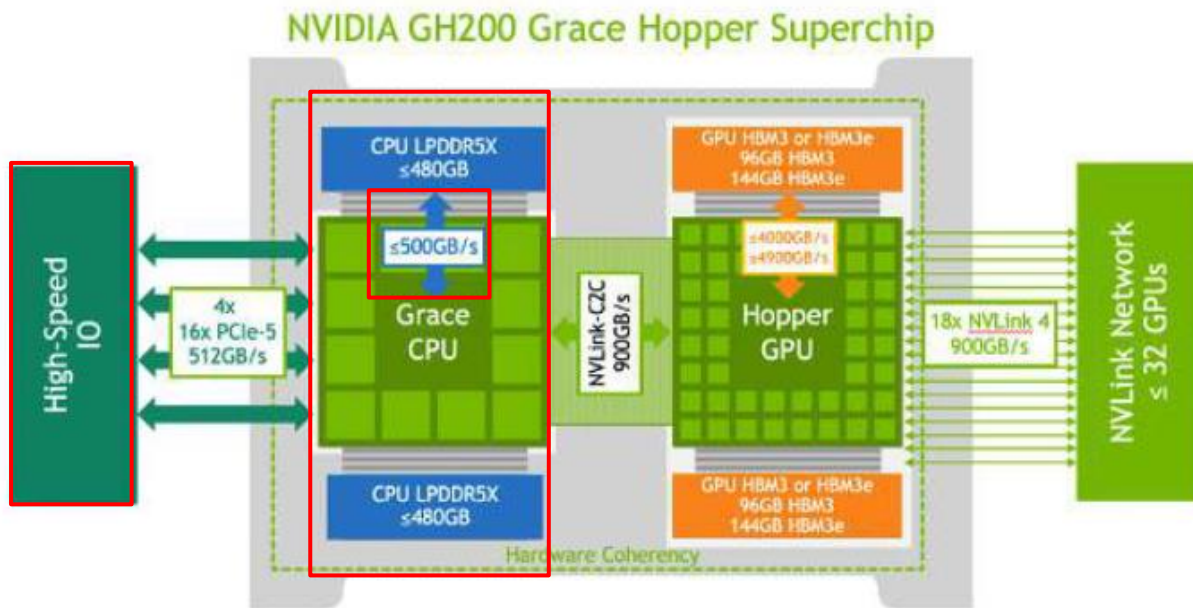 NVIDIA GH200 Grace Hopper Superchip
High-Speed
IO
4x
16x PCIe-5
512GB/s
CPU LPDDR5X
≤480GB
≤500GB/s
Grace
CPU
CPU LPDDR5X
≤480GB
NVLink-C2C
900GB/s
GPU HBM3 or HBM3e
96GB HBM3
144GB HBM3e
≤4000GB/s
≤4900GB/s
Hopper
GPU
GPU HBM3 or HBM3e
96GB HBM3
144GB HBM3e
18x NVLink 4
900GB/s
NVLink Network
≤ 32 GPUs
Hardware Coherency